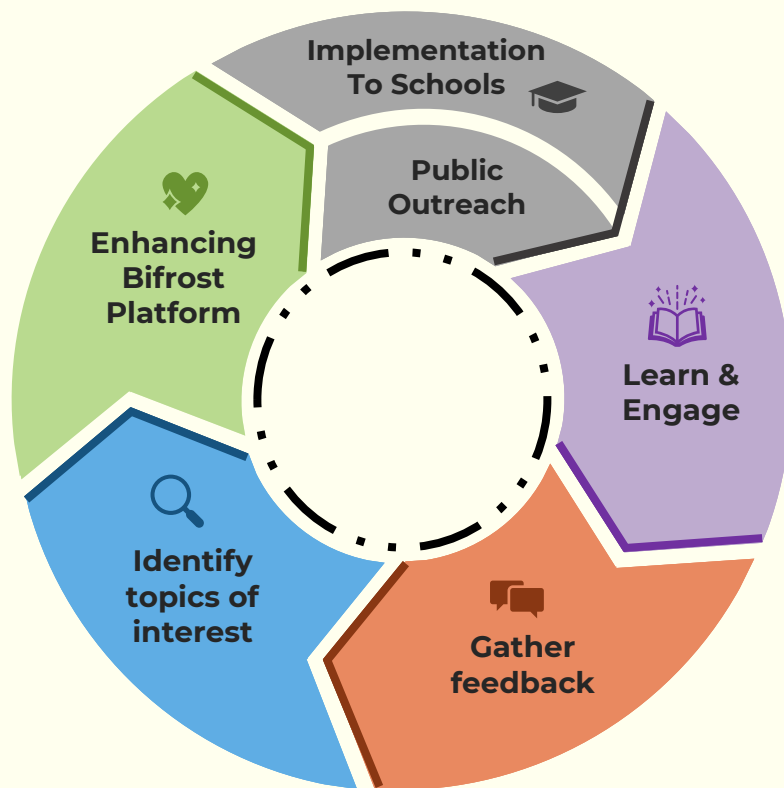 Implementation
To Schools
Public
Outreach
Learn &
Engage
Gather
feedback
Identify
topics of
interest
Enhancing
Bifrost
Platform